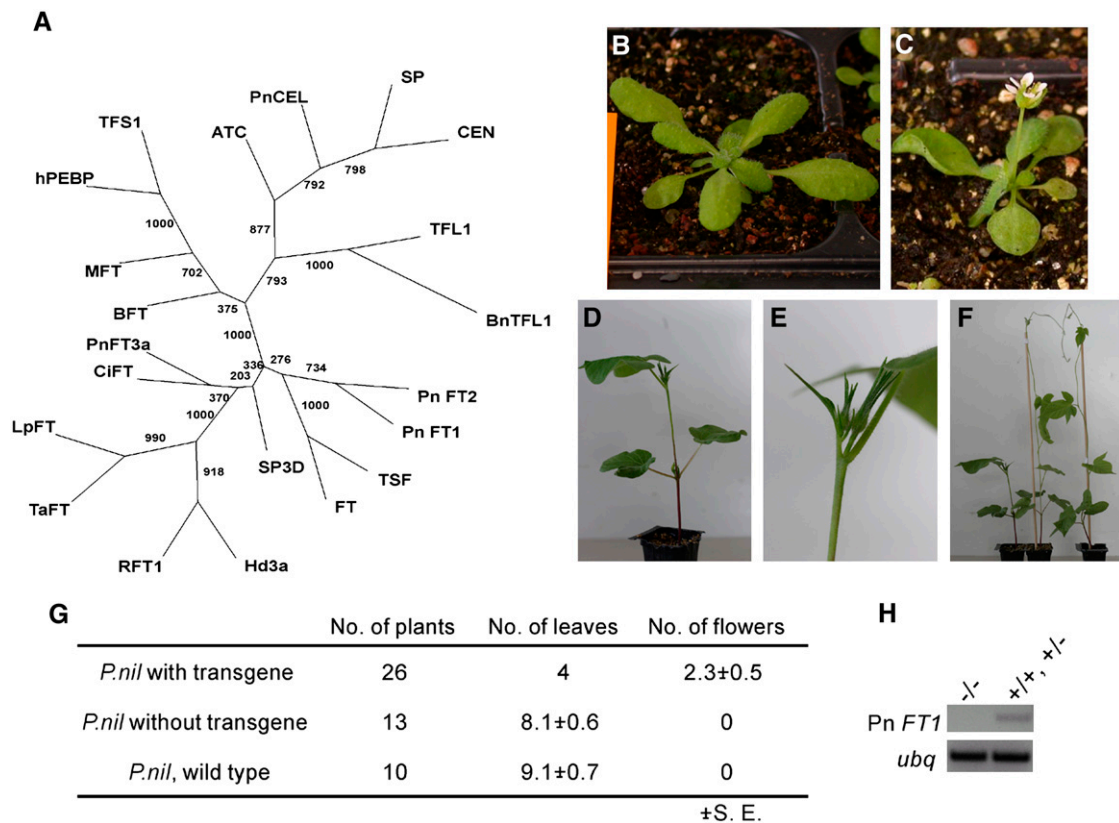 A
SP
PnCEL
CEN
ATC
TFS1
798
792
hPEBP
877
TFL1
1000
1000
MFT
702
793
BFT
375
BnTFL1
1000
PnFT3a
336
276
734
CiFT
203
Pn FT2
370
1000
1000
LpFT
990
Pn FT1
918
SP3D
TSF
TaFT
FT
RFT1
Hd3a
B
C
D
E
F
G
No. of plants No. of leaves No. of flowers
P.nil with transgene 26 4 2.3±0.5
P.nil without transgene 13 8.1±0.6 0
P.nil, wild type 10 9.1±0.7 0
±S. E.
H
-/- +/+, +/-
Pn FT1
ubq